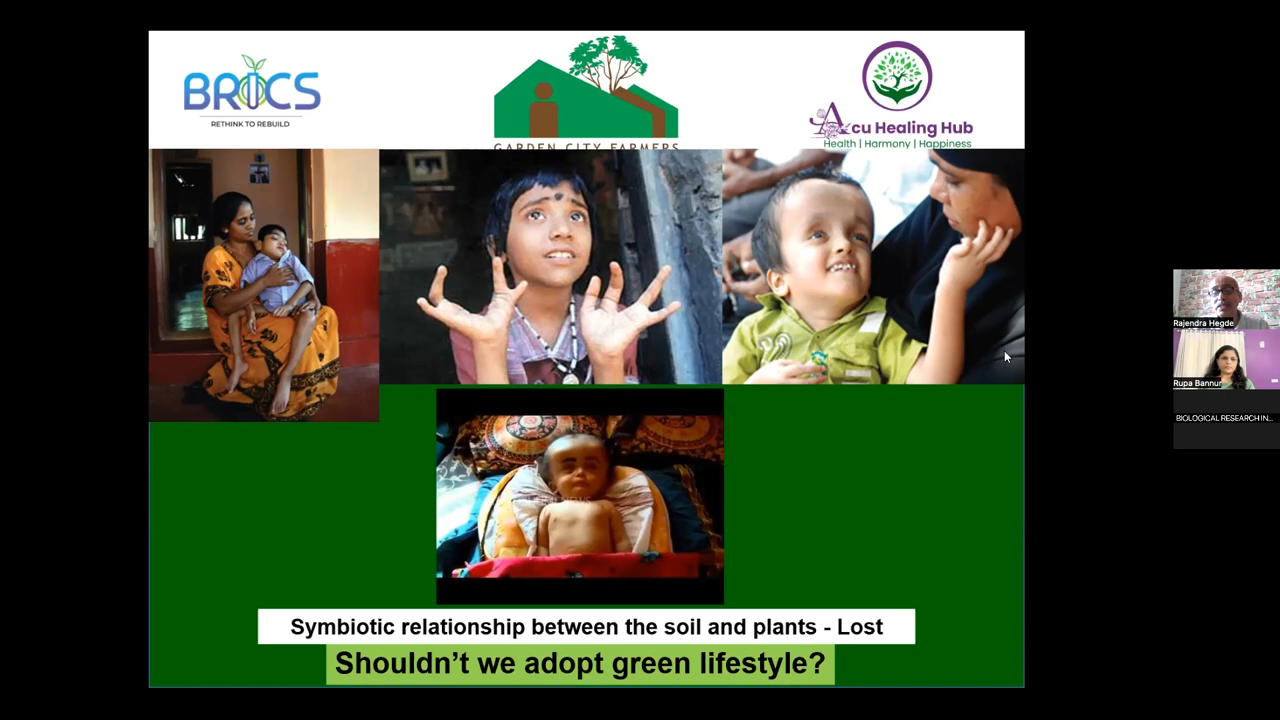 BRICS
RETHINK TO REBUILD
GARDEN CITY FARMERS
Acu Healing Hub
Health | Harmony | Happiness
Symbiotic relationship between the soil and plants - Lost
Shouldn't we adopt green lifestyle?
Rajendra Hegde
Rupa Bannur
BIOLOGICAL RESEARCH IN...